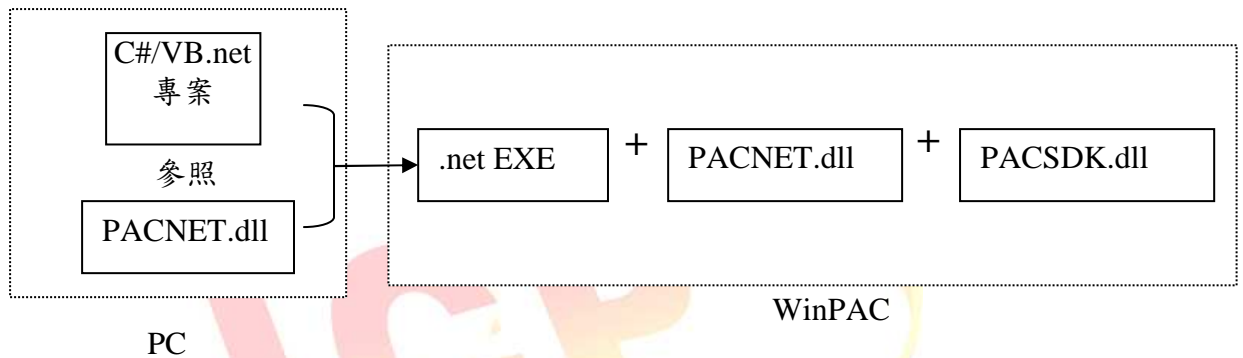 C#/VB.net
專案
參照
PACNET.dll
.net EXE
+
PACNET.dll
+
PACSDK.dll
PC
WinPAC